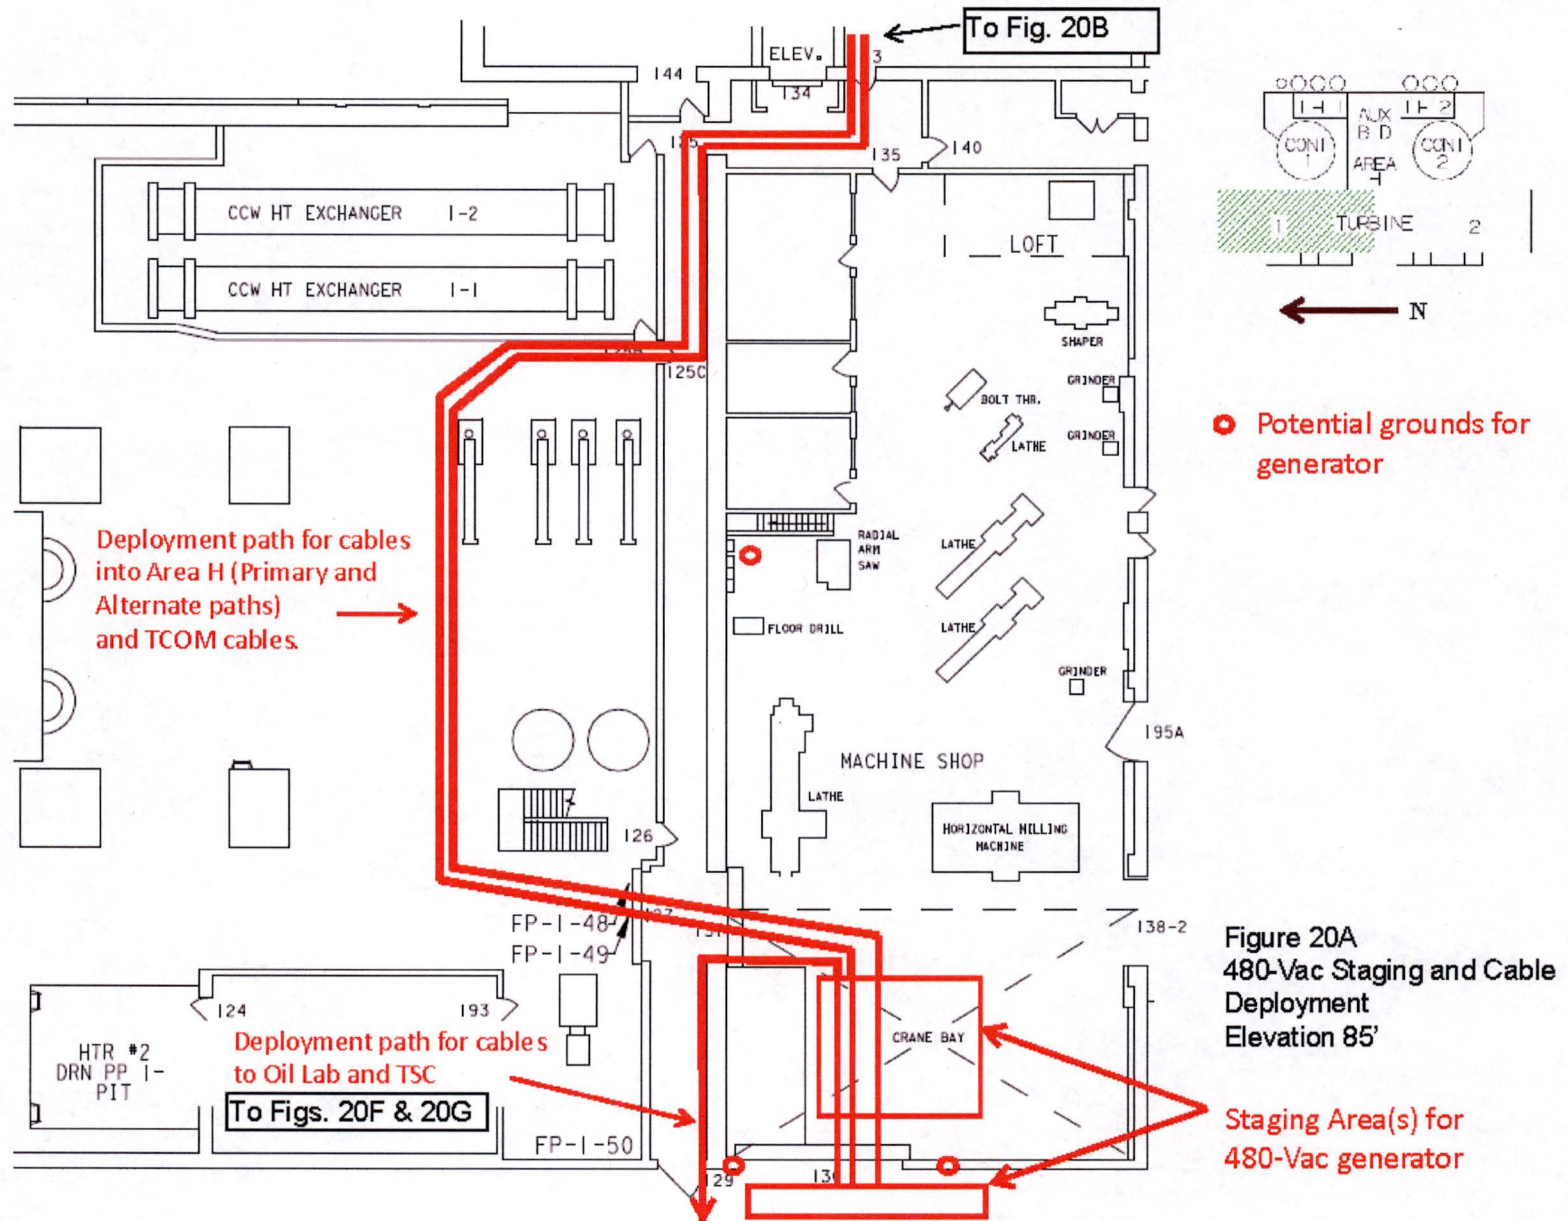 To Fig. 20B
ELEV.
3
144
134
135
140
CCW HT EXCHANGER 1-2
CCW HT EXCHANGER 1-1
125C
LOFT
SHAPER
GRINDER
BOLT THR.
LATHE
GRINDER
RADIAL
ARM
SAW
LATHE
FLOOR DRILL
LATHE
GRINDER
195A
MACHINE SHOP
LATHE
HORIZONTAL MILLING
MACHINE
126
FP-1-48
FP-1-49
138-2
124
193
HTR #2
DRN PP 1-
PIT
CRANE BAY
FP-1-50
129
Deployment path for cables
into Area H (Primary and
Alternate paths)
and TCOM cables.
Deployment path for cables
to Oil Lab and TSC
To Figs. 20F & 20G
1-1
1-2
AUX
CONT
1
CONT
2
AREA
1
TURBINE
2
N
Potential grounds for
generator
Figure 20A
480-Vac Staging and Cable
Deployment
Elevation 85'
Staging Area(s) for
480-Vac generator